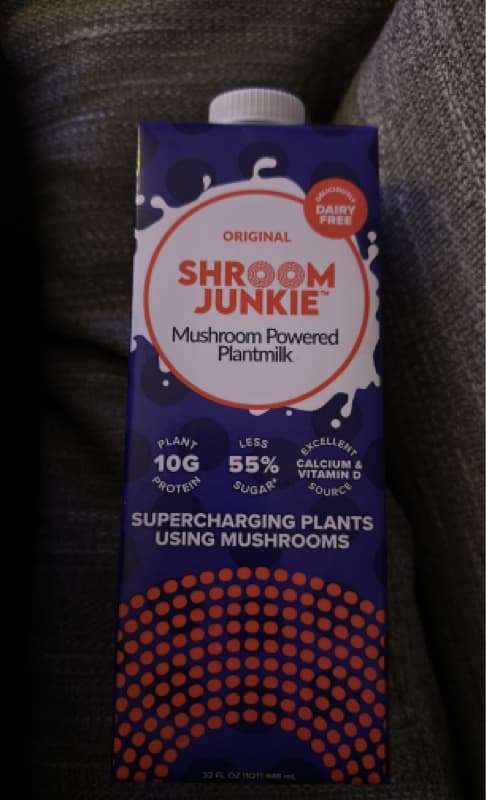 DELICIOUSLY
DAIRY
FREE
ORIGINAL
SHROOM
JUNKIE™
Mushroom Powered
Plantmilk
PLANT
10G
PROTEIN
LESS
55%
SUGAR*
EXCELLENT
CALCIUM &
VITAMIN D
SOURCE
SUPERCHARGING PLANTS
USING MUSHROOMS
32 FL OZ (1QT) 946 mL